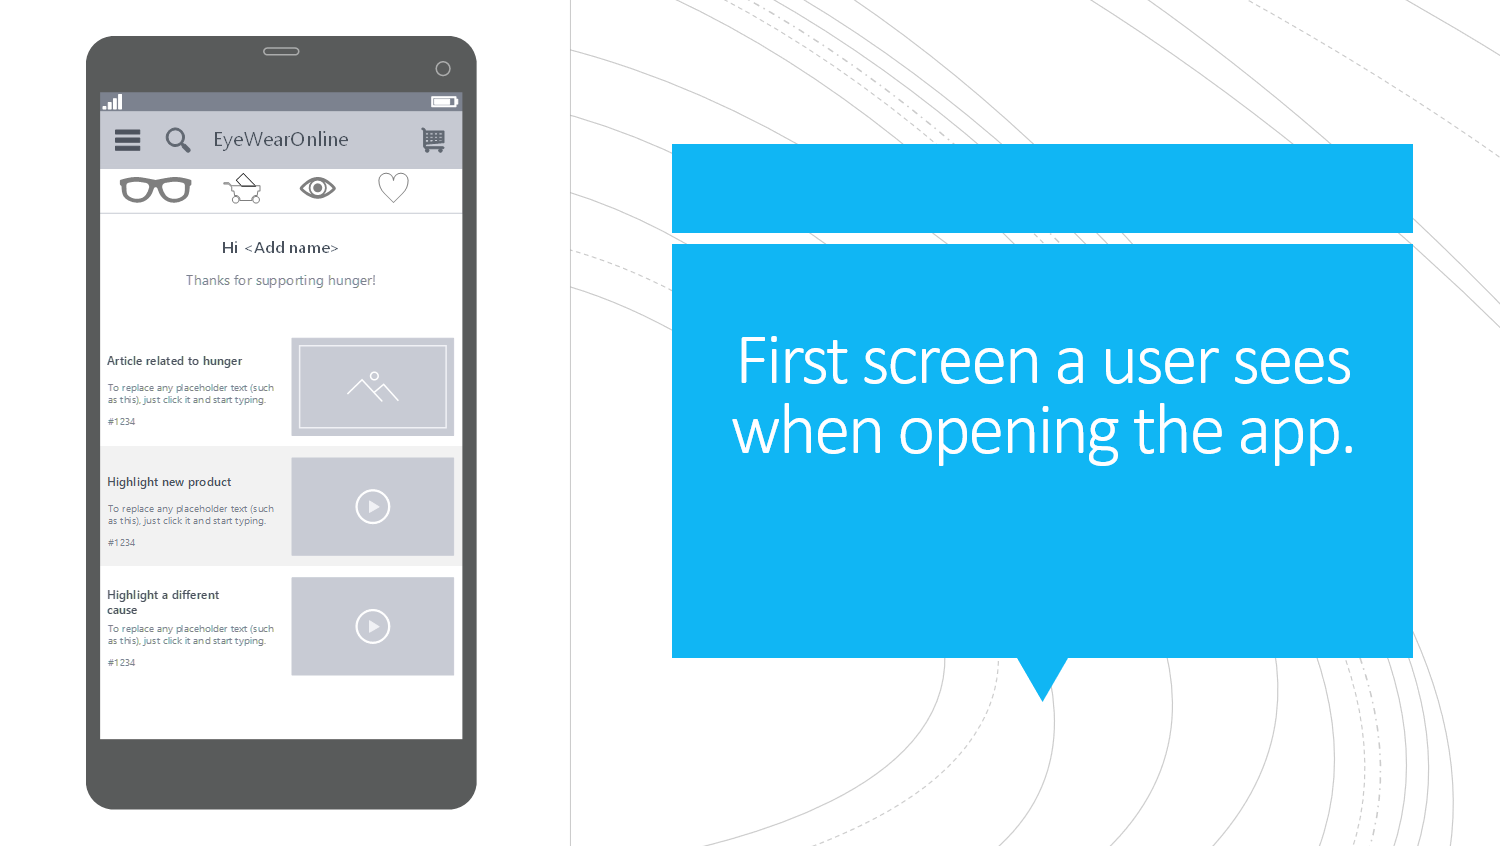 EyeWearOnline
Hi <Add name>
Thanks for supporting hunger!
Article related to hunger
To replace any placeholder text (such
as this), just click it and start typing.
#1234
Highlight new product
To replace any placeholder text (such
as this), just click it and start typing.
#1234
Highlight a different
cause
To replace any placeholder text (such
as this), just click it and start typing.
#1234
First screen a user sees
when opening the app.